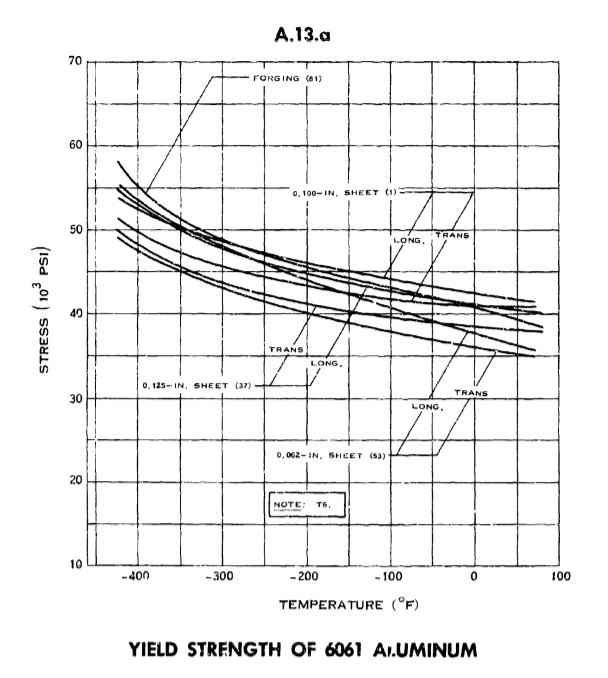 A.13.a
70
60
50
40
30
20
10
STRESS (10³ PSI)
FORGING (81)
0.100-IN. SHEET (1)
LONG.
TRANS
TRANS
LONG.
0.125-IN. SHEET (37)
TRANS
LONG.
0.062-IN. SHEET (53)
NOTE: T6.
-400 -300 -200 -100 0 100
TEMPERATURE (°F)
YIELD STRENGTH OF 6061 ALUMINUM